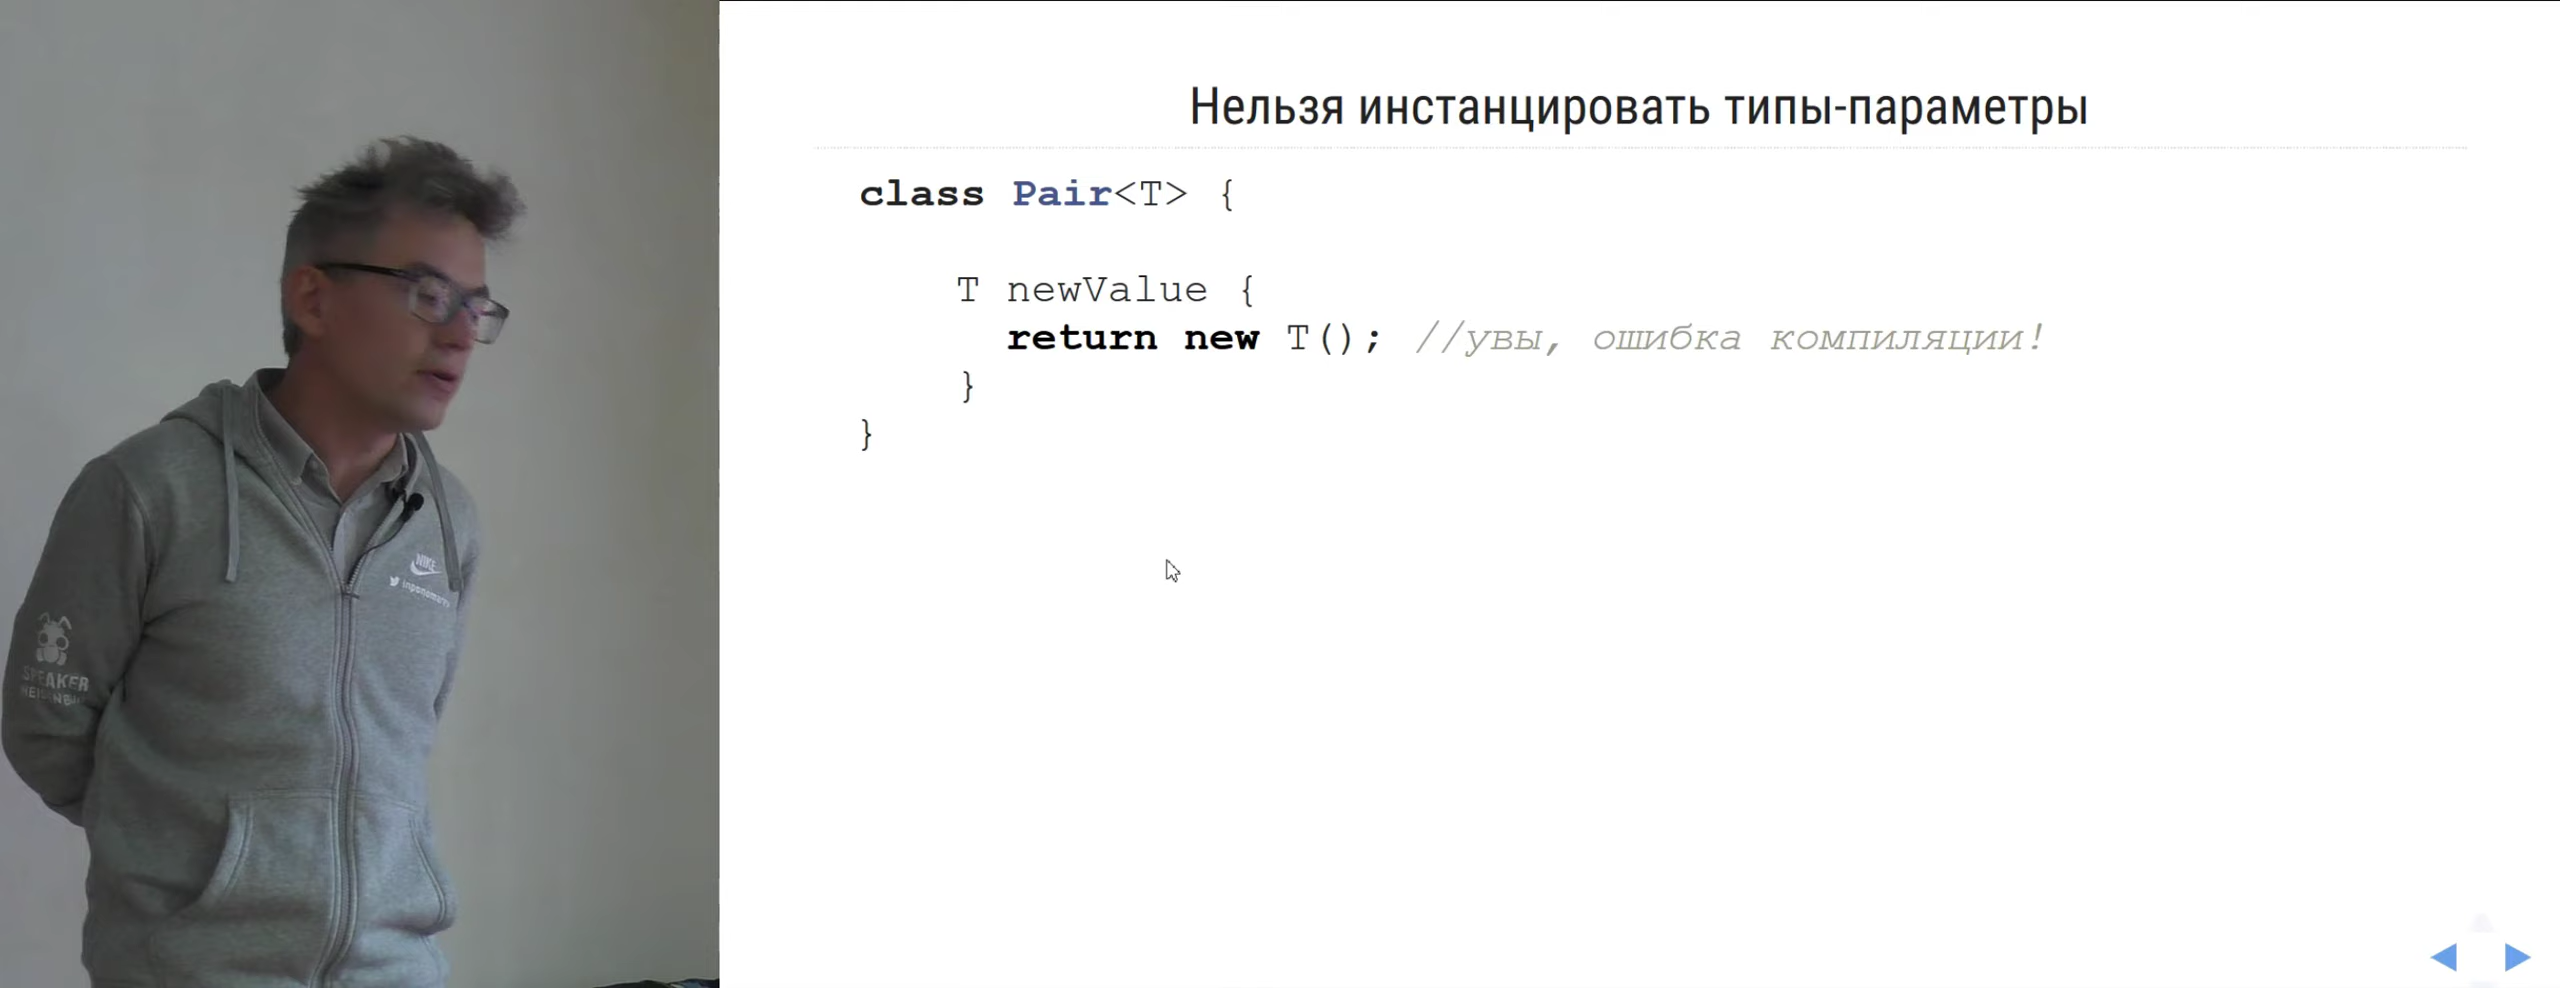 Нельзя инстанцировать типы-параметры
class Pair<T> {
T newValue {
return new T(); //увы, ошибка компиляции!
}
}
NIKE
SPEAKER